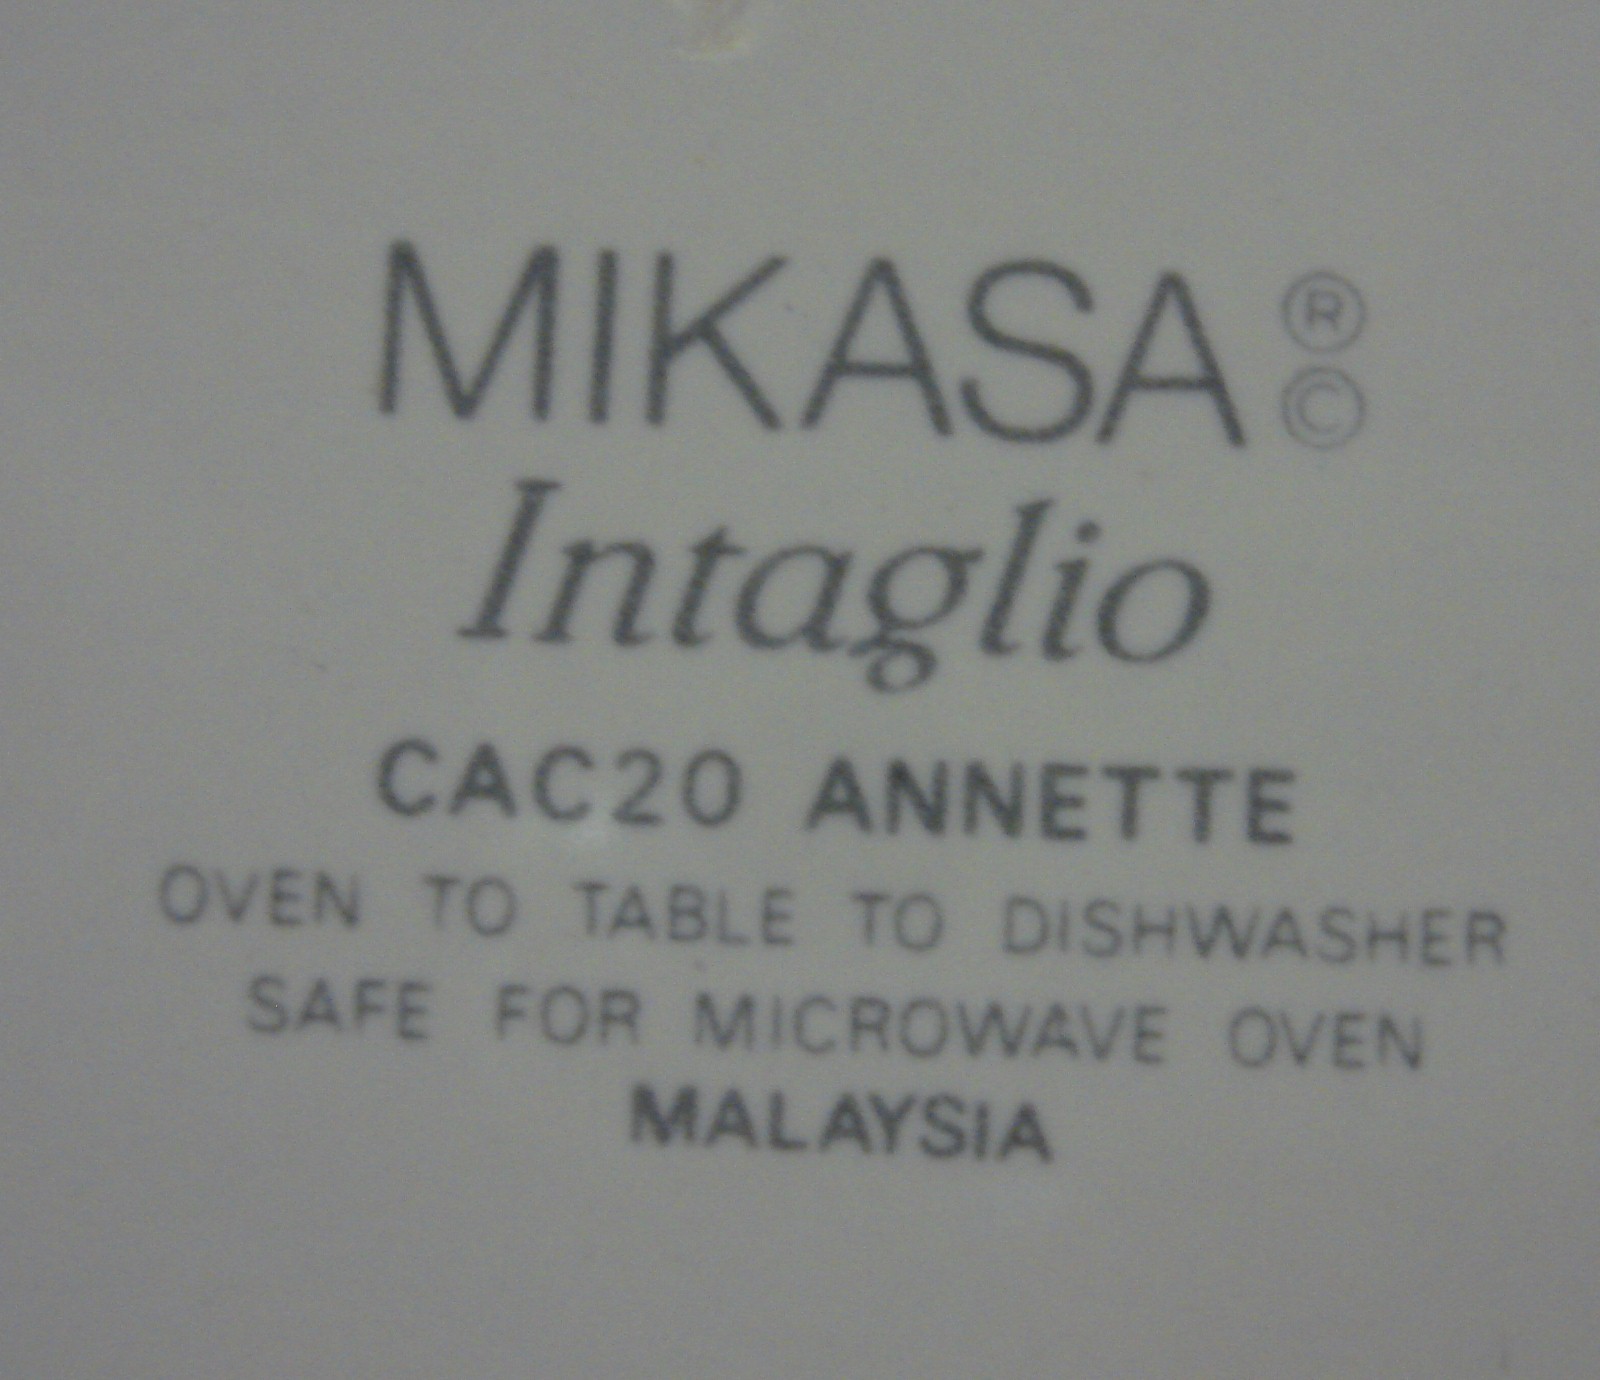 MIKASA ® ©
Intaglio
CAC20 ANNETTE
OVEN TO TABLE TO DISHWASHER
SAFE FOR MICROWAVE OVEN
MALAYSIA